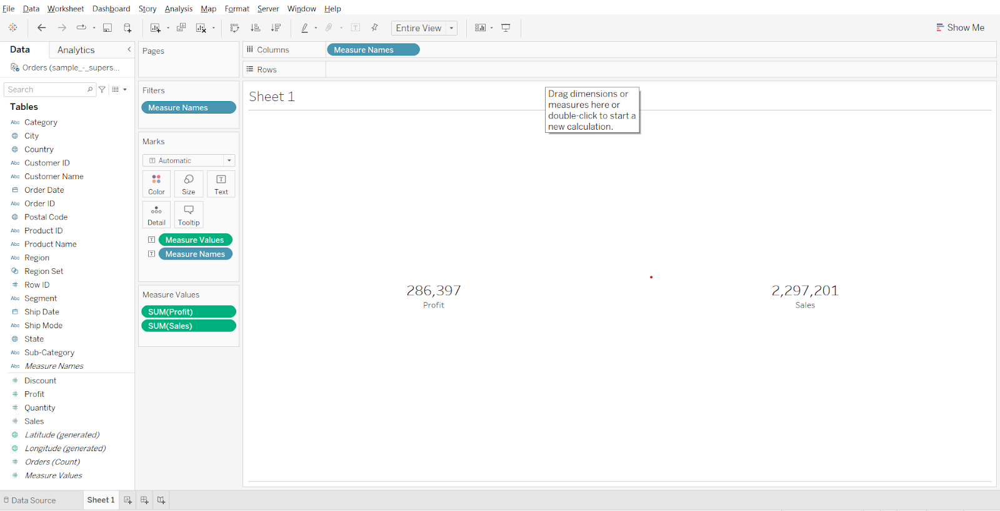 File Data Worksheet Dashboard Story Analysis Map Format Server Window Help
Entire View
Show Me
Data Analytics
Orders (sample_-_supers...
Search
Tables
Abc Category
City
Country
Abc Customer ID
Abc Customer Name
Order Date
Abc Order ID
Postal Code
Abc Product ID
Abc Product Name
Abc Region
Region Set
# Row ID
Abc Segment
Ship Date
Abc Ship Mode
State
Abc Sub-Category
Abc Measure Names
# Discount
# Profit
# Quantity
# Sales
Latitude (generated)
Longitude (generated)
# Orders (Count)
# Measure Values
Pages
Filters
Measure Names
Marks
T Automatic
Color Size T Text
Detail Tooltip
T Measure Values
T Measure Names
Measure Values
SUM(Profit)
SUM(Sales)
Columns Measure Names
Rows
Sheet 1
Drag dimensions or
measures here or
double-click to start a
new calculation.
286,397
Profit
2,297,201
Sales
Data Source Sheet 1